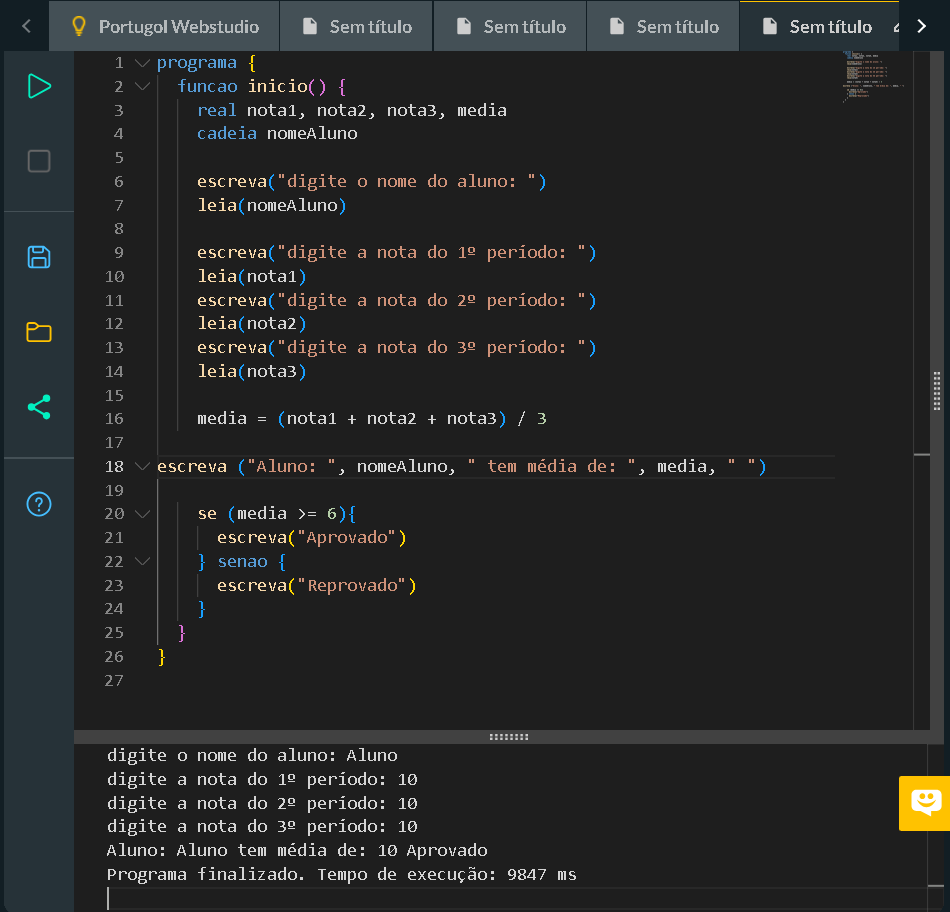 Portugol Webstudio
Sem título
Sem título
Sem título
Sem título
1 programa {
2 funcao inicio() {
3 real nota1, nota2, nota3, media
4 cadeia nomeAluno
5
6 escreva("digite o nome do aluno: ")
7 leia(nomeAluno)
8
9 escreva("digite a nota do 1º período: ")
10 leia(nota1)
11 escreva("digite a nota do 2º período: ")
12 leia(nota2)
13 escreva("digite a nota do 3º período: ")
14 leia(nota3)
15
16 media = (nota1 + nota2 + nota3) / 3
17
18 escreva ("Aluno: ", nomeAluno, " tem média de: ", media, " ")
19
20 se (media >= 6){
21 escreva("Aprovado")
22 } senao {
23 escreva("Reprovado")
24 }
25 }
26 }
27
digite o nome do aluno: Aluno
digite a nota do 1º período: 10
digite a nota do 2º período: 10
digite a nota do 3º período: 10
Aluno: Aluno tem média de: 10 Aprovado
Programa finalizado. Tempo de execução: 9847 ms